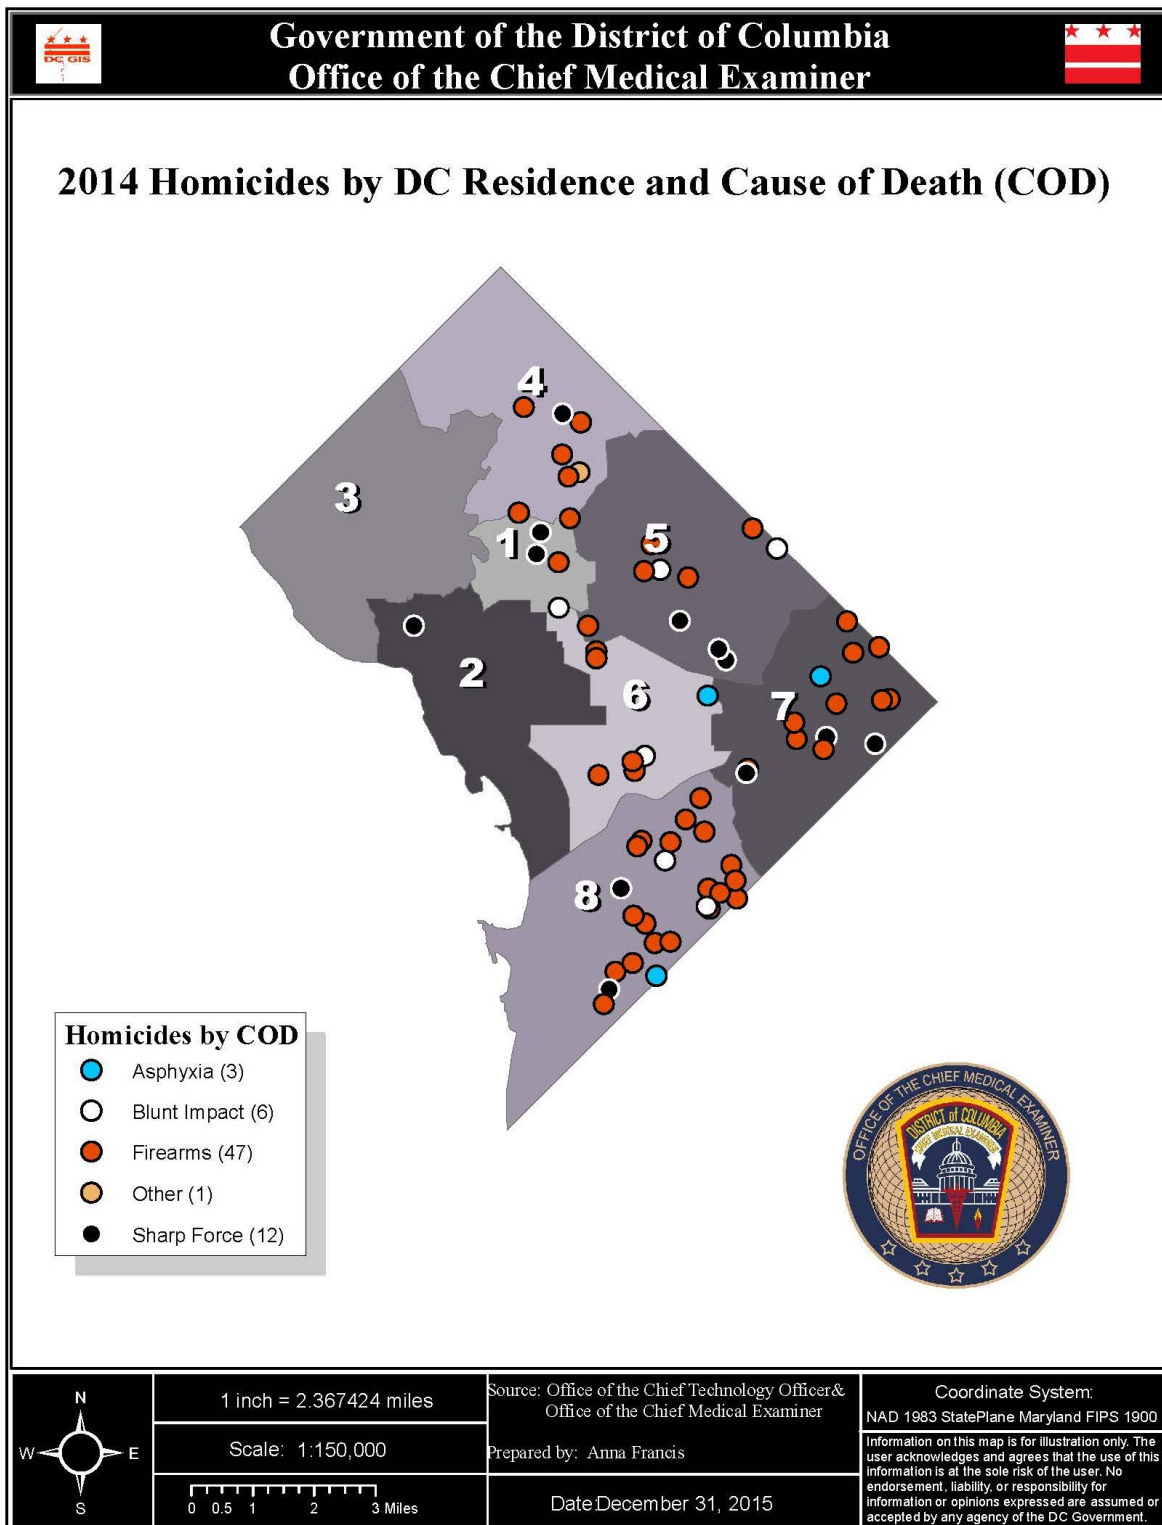 DC GIS
Government of the District of Columbia
Office of the Chief Medical Examiner
2014 Homicides by DC Residence and Cause of Death (COD)
4
3
1
5
2
6
7
8
Homicides by COD
Asphyxia (3)
Blunt Impact (6)
Firearms (47)
Other (1)
Sharp Force (12)
OFFICE OF THE CHIEF MEDICAL EXAMINER
DISTRICT of COLUMBIA
CHIEF MEDICAL EXAMINER
N
W E
S
1 inch = 2.367424 miles
Scale: 1:150,000
0 0.5 1 2 3 Miles
Source: Office of the Chief Technology Officer&
Office of the Chief Medical Examiner
Prepared by: Anna Francis
Date:December 31, 2015
Coordinate System:
NAD 1983 StatePlane Maryland FIPS 1900
Information on this map is for illustration only. The
user acknowledges and agrees that the use of this
information is at the sole risk of the user. No
endorsement, liability, or responsibility for
information or opinions expressed are assumed or
accepted by any agency of the DC Government.